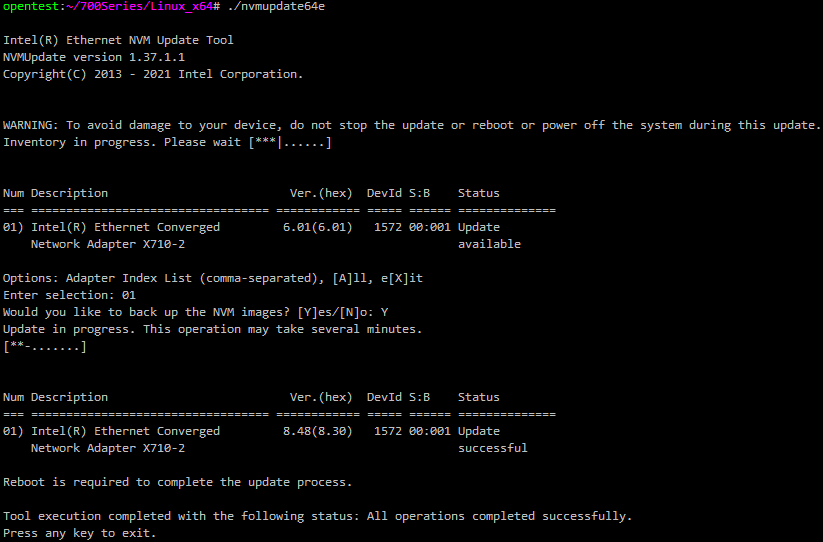 opentest:~/700Series/Linux_x64# ./nvmupdate64e
Intel(R) Ethernet NVM Update Tool
NVMUpdate version 1.37.1.1
Copyright(C) 2013 - 2021 Intel Corporation.
WARNING: To avoid damage to your device, do not stop the update or reboot or power off the system during this update.
Inventory in progress. Please wait [***|......]
Num Description                          Ver.(hex)  DevId S:B    Status
=== ================================== ============ ===== ====== ==============
01) Intel(R) Ethernet Converged         6.01(6.01)   1572 00:001 Update
    Network Adapter X710-2                                       available
Options: Adapter Index List (comma-separated), [A]ll, e[X]it
Enter selection: 01
Would you like to back up the NVM images? [Y]es/[N]o: Y
Update in progress. This operation may take several minutes.
[**-.......]
Num Description                          Ver.(hex)  DevId S:B    Status
=== ================================== ============ ===== ====== ==============
01) Intel(R) Ethernet Converged         8.48(8.30)   1572 00:001 Update
    Network Adapter X710-2                                       successful
Reboot is required to complete the update process.
Tool execution completed with the following status: All operations completed successfully.
Press any key to exit.